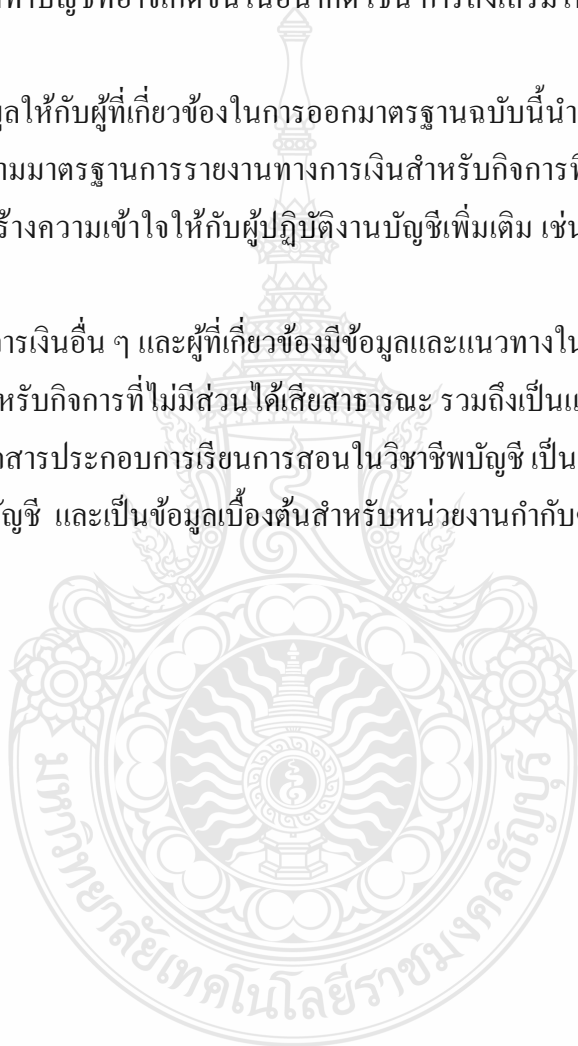 ทำบัญชีที่อาจเกิดขึ้นในอนาคต เช่น การส่งเสริมใ
มูลให้กับผู้ที่เกี่ยวข้องในการออกมาตรฐานฉบับนี้นำ
ามมาตรฐานการรายงานทางการเงินสำหรับกิจการที่
ร้างความเข้าใจให้กับผู้ปฏิบัติงานบัญชีเพิ่มเติม เช่น
ารเงินอื่น ๆ และผู้ที่เกี่ยวข้องมีข้อมูลและแนวทางใน
หรับกิจการที่ไม่มีส่วนได้เสียสาธารณะ รวมถึงเป็นแ
อสารประกอบการเรียนการสอนในวิชาชีพบัญชี เป็น
บัญชี และเป็นข้อมูลเบื้องต้นสำหรับหน่วยงานกำกับ
มหาวิทยาลัยเทคโนโลยีราชมงคลธัญบุรี